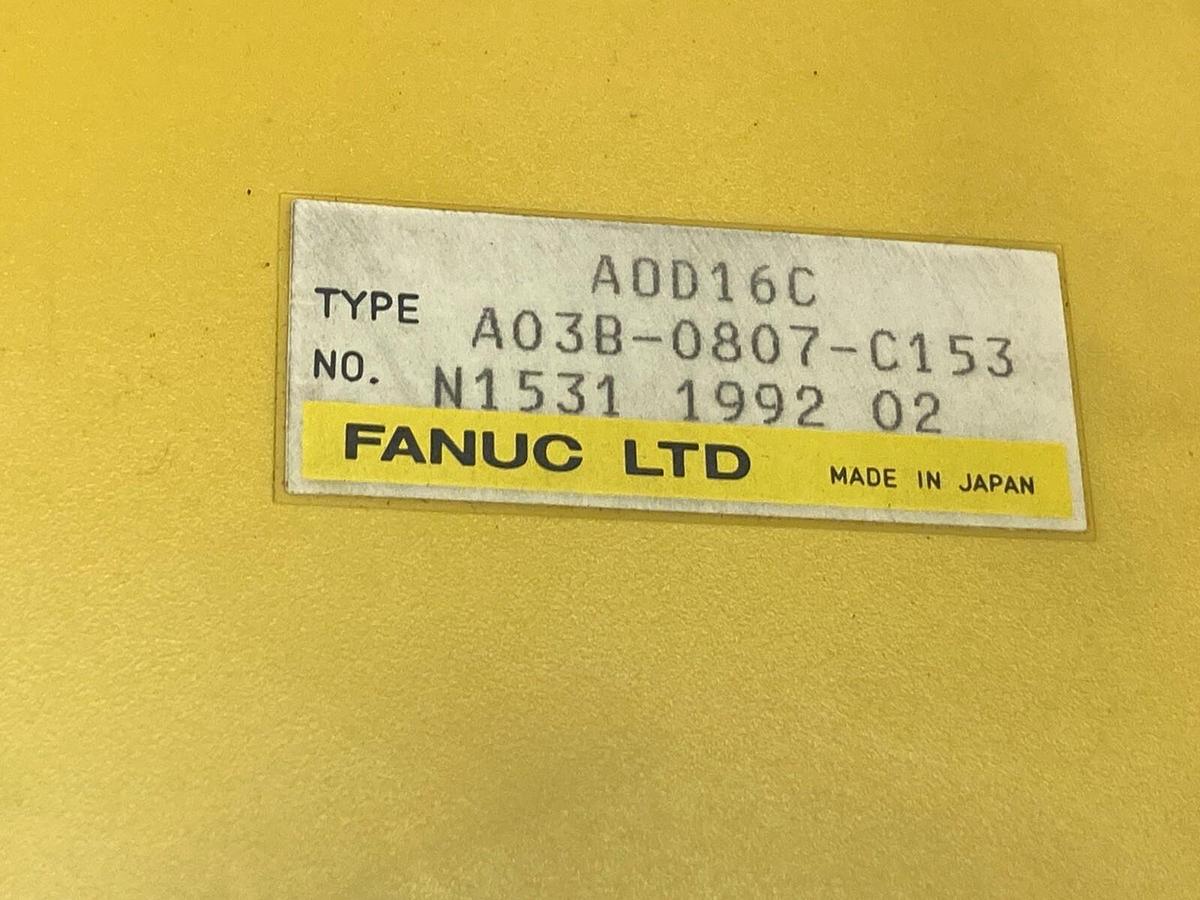 AOD16C
TYPE A03B-0807-C153
NO. N1531 1992 02
FANUC LTD MADE IN JAPAN